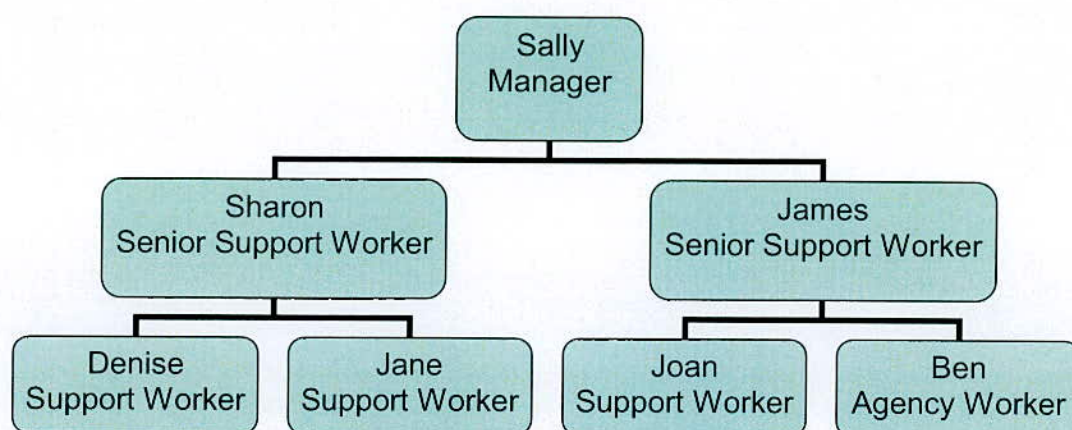 Sally
Manager
Sharon
Senior Support Worker
James
Senior Support Worker
Denise
Support Worker
Jane
Support Worker
Joan
Support Worker
Ben
Agency Worker